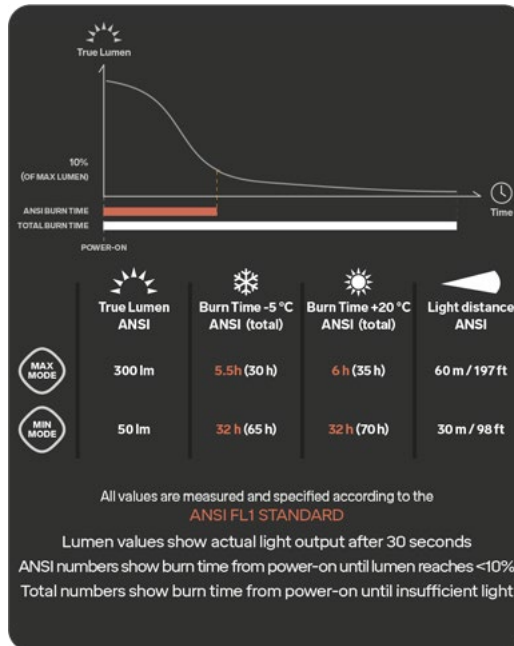 True Lumen
10%
(OF MAX LUMEN)
ANSI BURN TIME
TOTAL BURN TIME
Time
POWER-ON
True Lumen
ANSI
Burn Time -5 °C
ANSI (total)
Burn Time +20 °C
ANSI (total)
Light distance
ANSI
MAX
MODE
300 lm
5.5h (30 h)
6 h (35 h)
60 m / 197 ft
MIN
MODE
50 lm
32 h (65 h)
32 h (70 h)
30 m / 98 ft
All values are measured and specified according to the
ANSI FL1 STANDARD
Lumen values show actual light output after 30 seconds
ANSI numbers show burn time from power-on until lumen reaches <10%
Total numbers show burn time from power-on until insufficient light